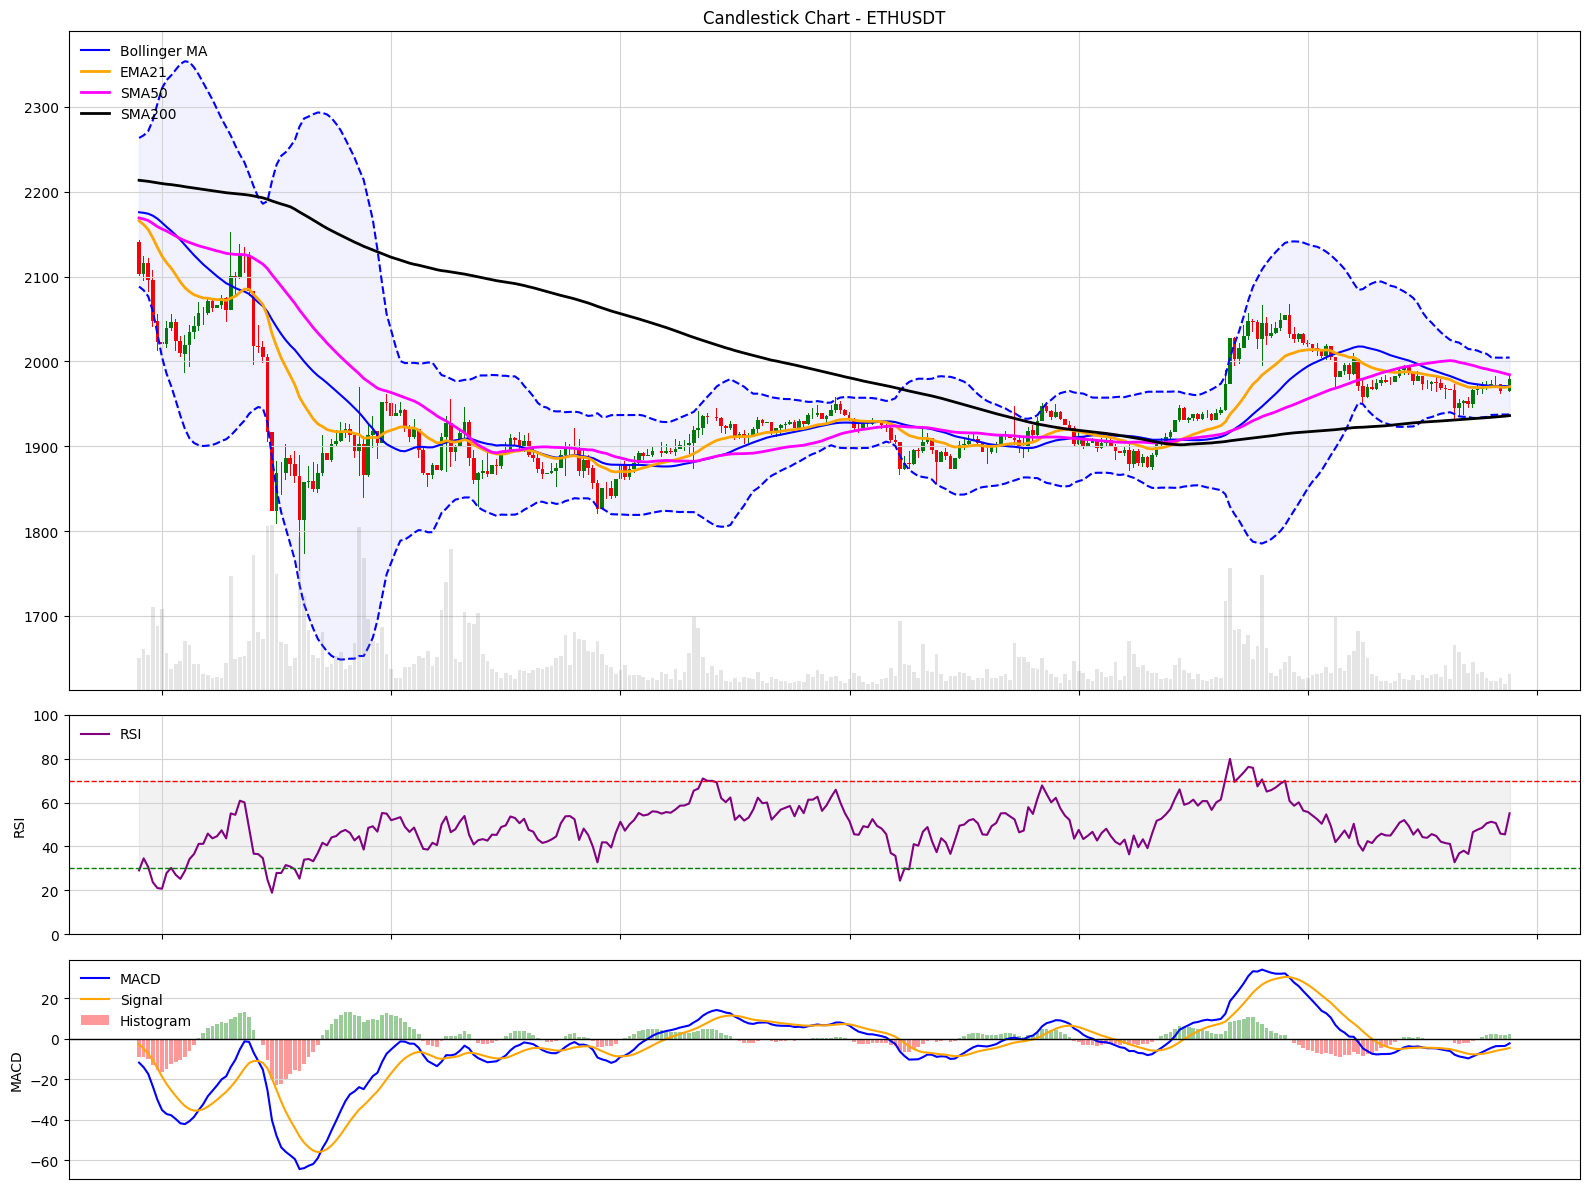 Candlestick Chart - ETHUSDT
Bollinger MA
EMA21
SMA50
SMA200
2300
2200
2100
2000
1900
1800
1700
RSI
100
80
60
40
20
0
RSI
MACD
Signal
Histogram
20
0
−20
−40
−60
MACD